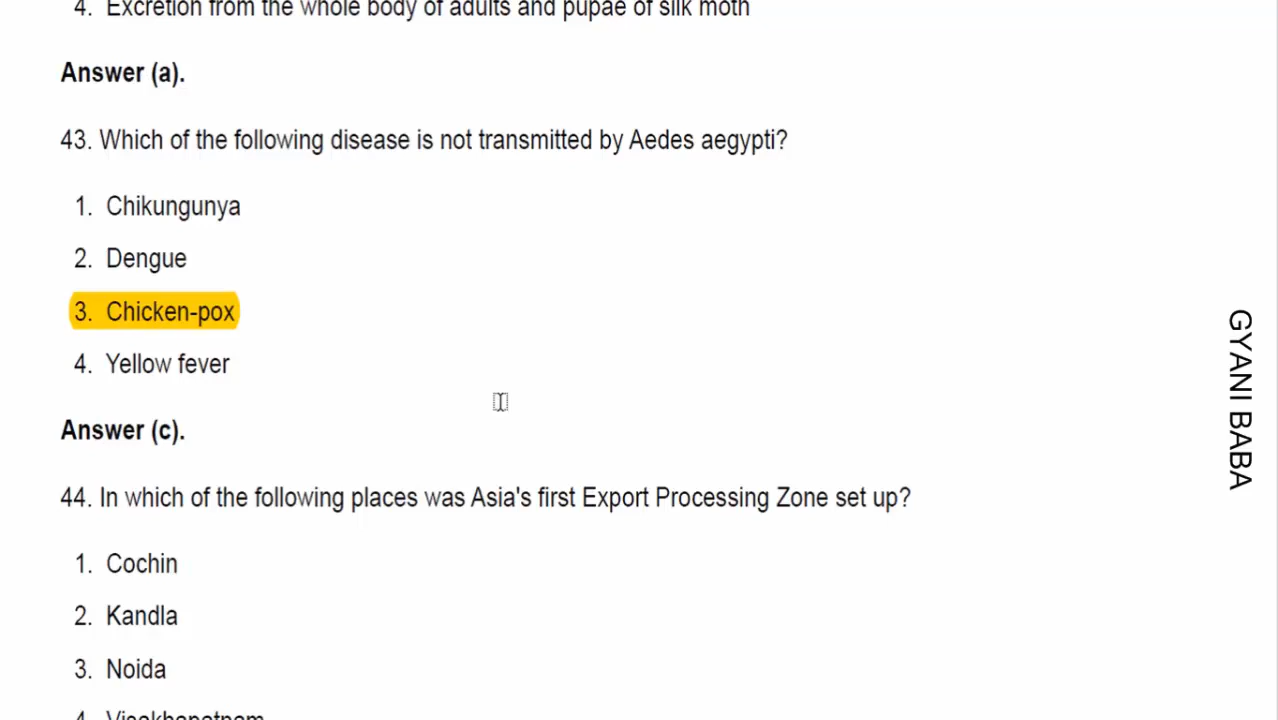 4. Excretion from the whole body of adults and pupae of silk moth
Answer (a).
43. Which of the following disease is not transmitted by Aedes aegypti?
1. Chikungunya
2. Dengue
3. Chicken-pox
4. Yellow fever
Answer (c).
44. In which of the following places was Asia's first Export Processing Zone set up?
1. Cochin
2. Kandla
3. Noida
4. Visakhapatnam
GYANI BABA